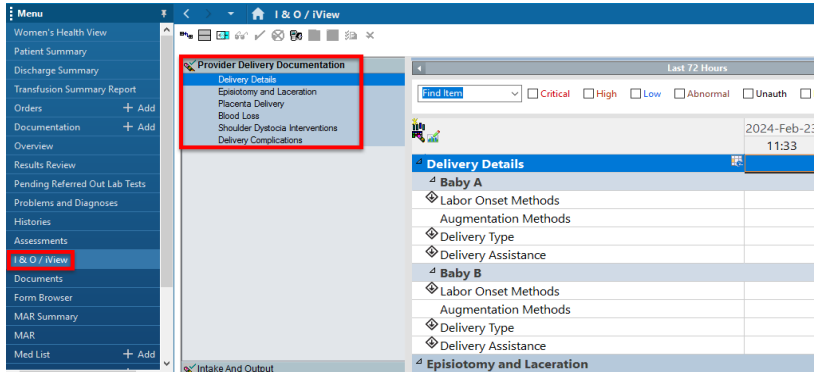 Menu
Women's Health View
Patient Summary
Discharge Summary
Transfusion Summary Report
Orders + Add
Documentation + Add
Overview
Results Review
Pending Referred Out Lab Tests
Problems and Diagnoses
Histories
Assessments
I & O / iView
Documents
Form Browser
MAR Summary
MAR
Med List + Add
I & O / iView
Provider Delivery Documentation
Delivery Details
Episiotomy and Laceration
Placenta Delivery
Blood Loss
Shoulder Dystocia Interventions
Delivery Complications
Intake And Output
Last 72 Hours
Find Item Critical High Low Abnormal Unauth
2024-Feb-23
11:33
Delivery Details
Baby A
Labor Onset Methods
Augmentation Methods
Delivery Type
Delivery Assistance
Baby B
Labor Onset Methods
Augmentation Methods
Delivery Type
Delivery Assistance
Episiotomy and Laceration